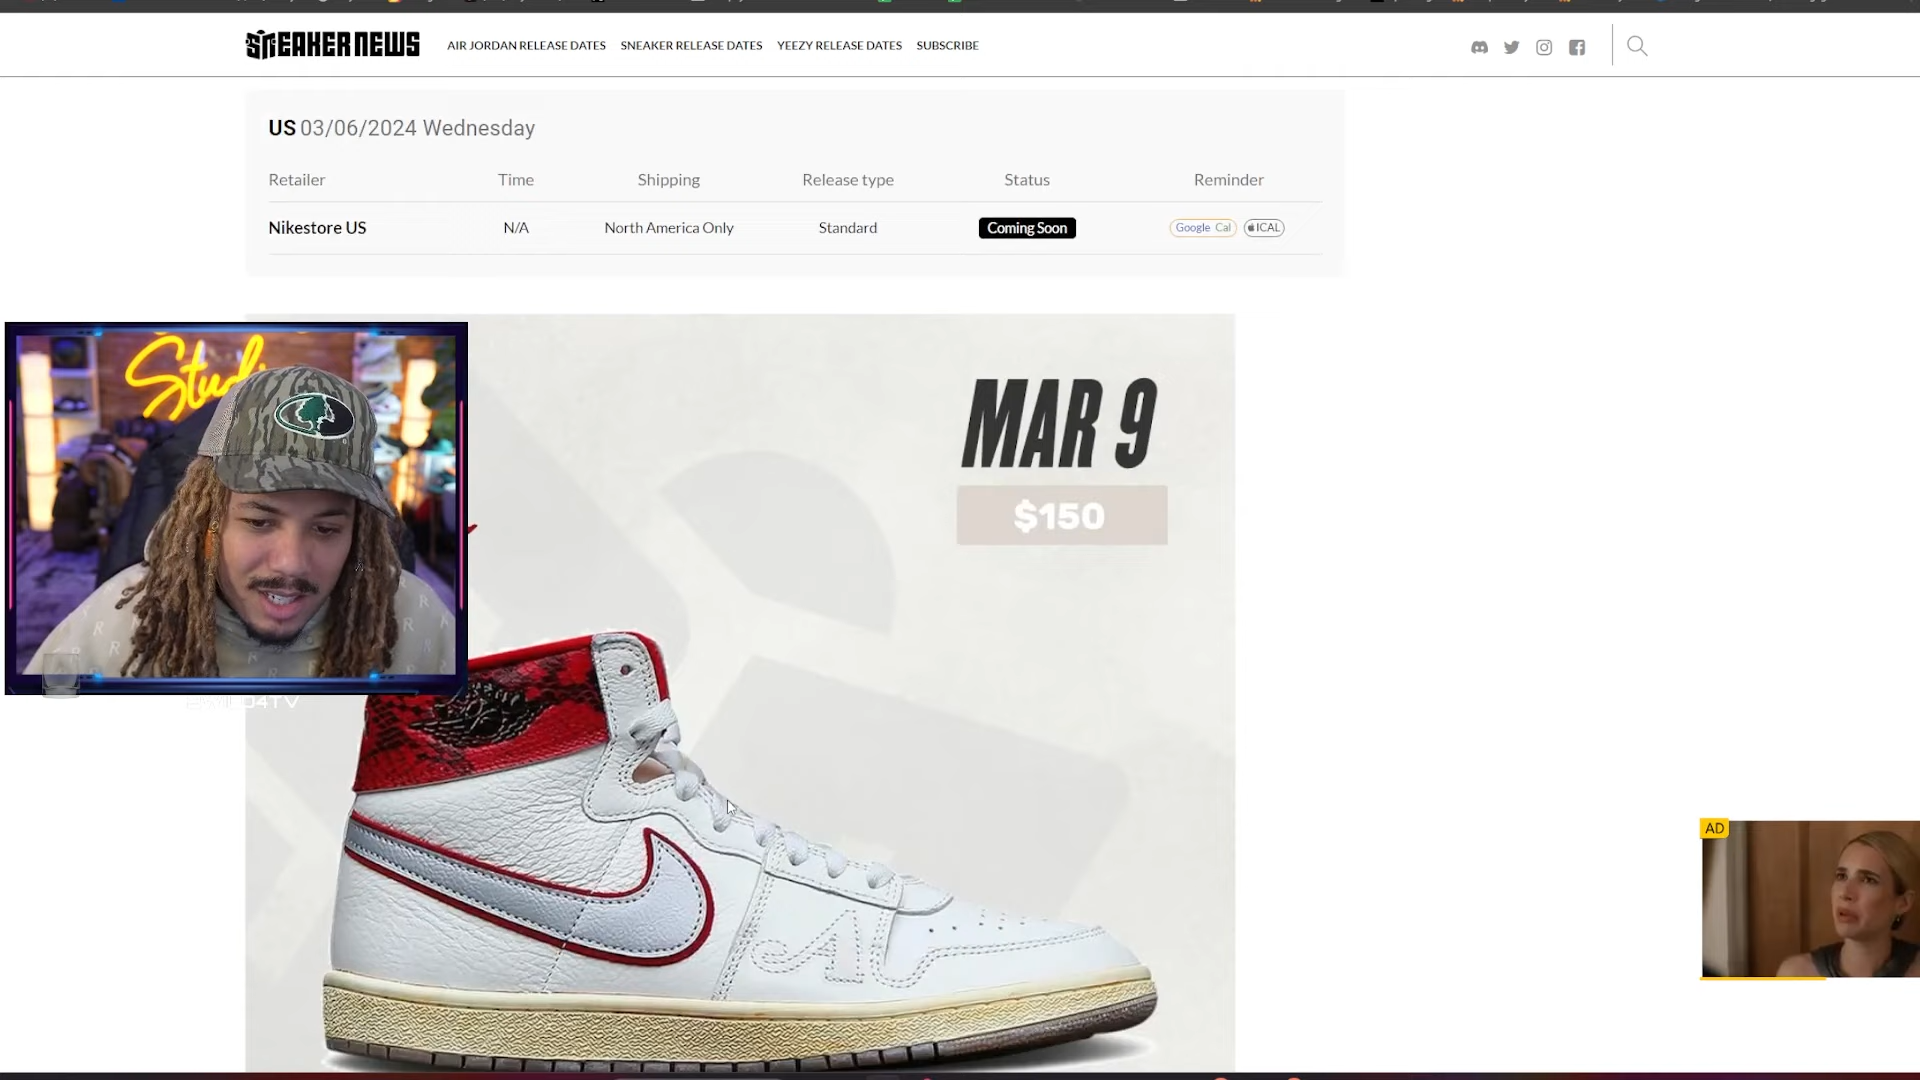 SNEAKER NEWS
AIR JORDAN RELEASE DATES SNEAKER RELEASE DATES YEEZY RELEASE DATES SUBSCRIBE
US 03/06/2024 Wednesday
Retailer Time Shipping Release type Status Reminder
Nikestore US N/A North America Only Standard Coming Soon Google Cal ICAL
MAR 9
$150
AD